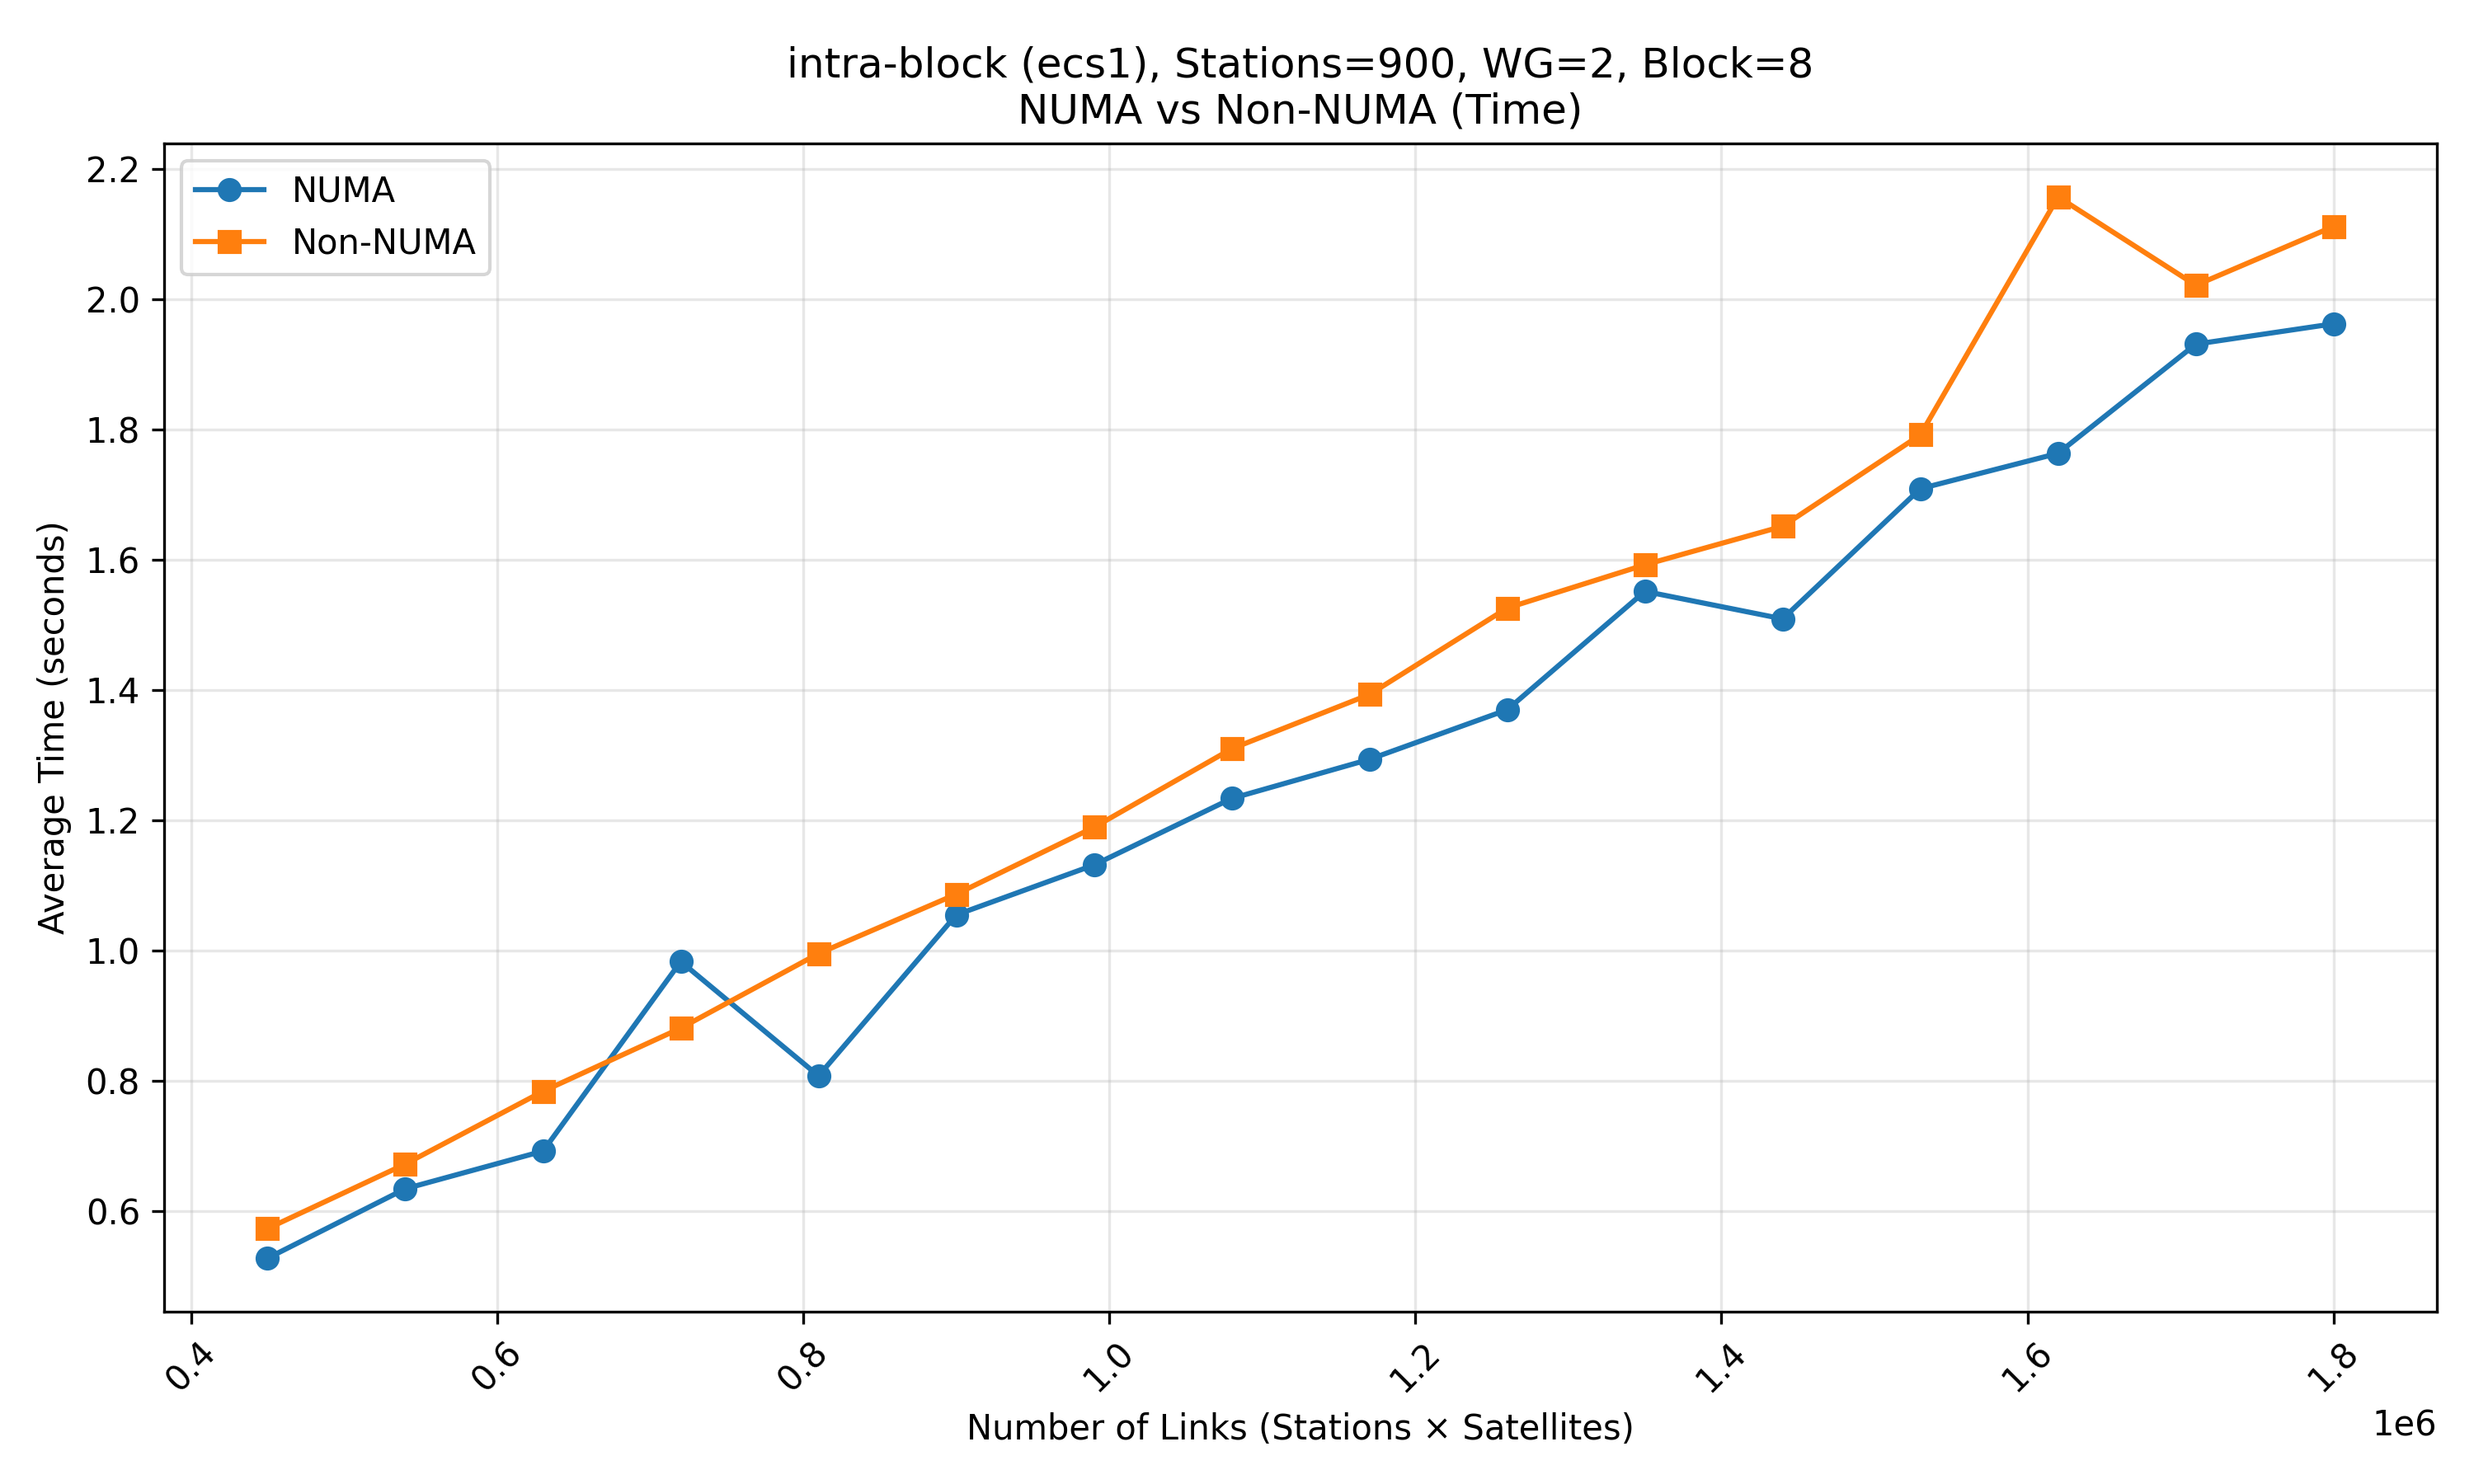 intra-block (ecs1), Stations=900, WG=2, Block=8
NUMA vs Non-NUMA (Time)
NUMA
Non-NUMA
Average Time (seconds)
2.2
2.0
1.8
1.6
1.4
1.2
1.0
0.8
0.6
0.4
0.6
0.8
1.0
1.2
1.4
1.6
1.8
1e6
Number of Links (Stations × Satellites)